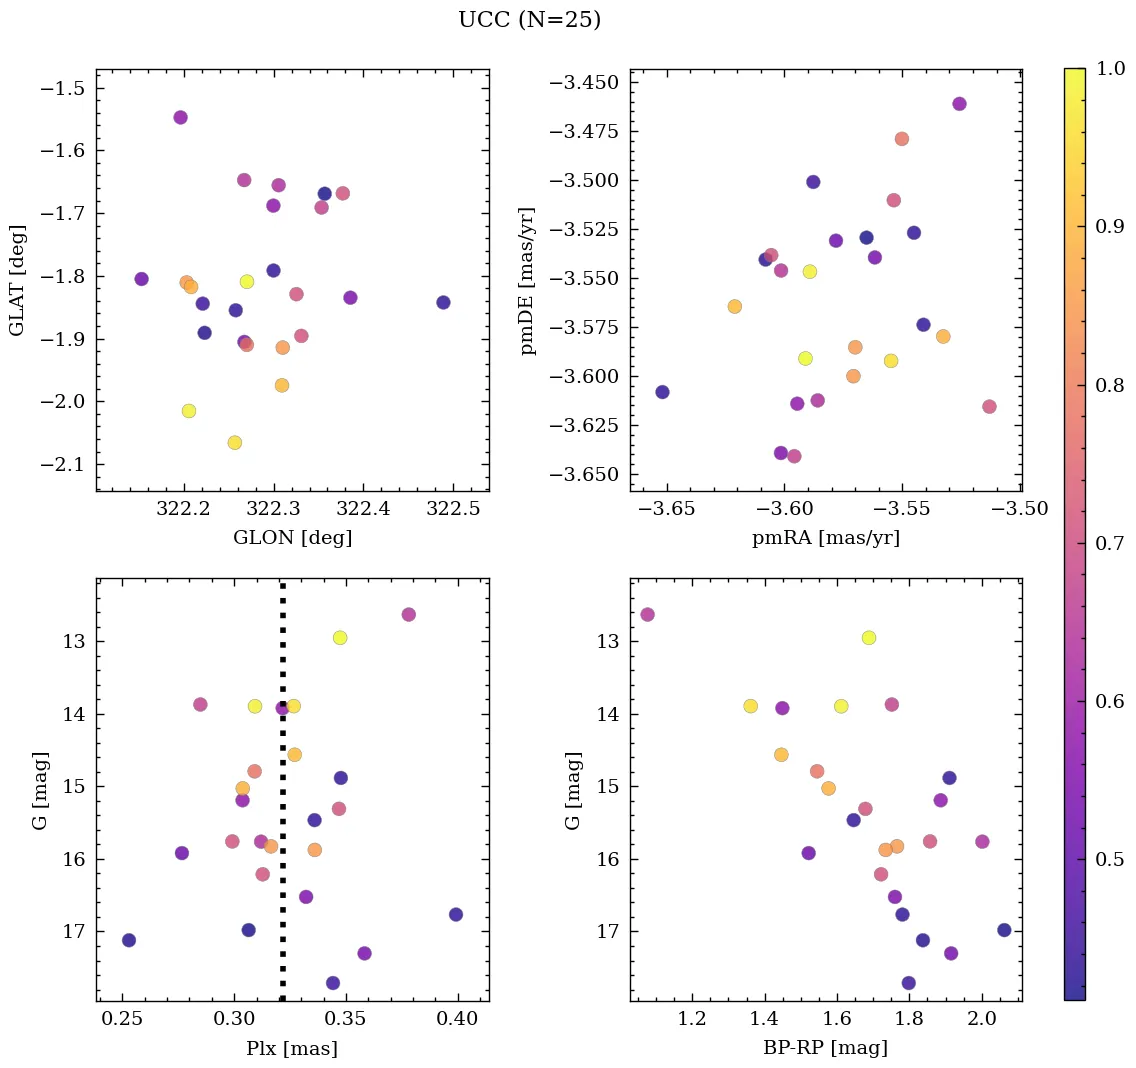 UCC (N=25)
−1.5
−1.6
−1.7
−1.8
−1.9
−2.0
−2.1
GLAT [deg]
322.2 322.3 322.4 322.5
GLON [deg]
−3.450
−3.475
−3.500
−3.525
−3.550
−3.575
−3.600
−3.625
−3.650
pmDE [mas/yr]
−3.65 −3.60 −3.55 −3.50
pmRA [mas/yr]
13
14
15
16
17
G [mag]
0.25 0.30 0.35 0.40
Plx [mas]
13
14
15
16
17
G [mag]
1.2 1.4 1.6 1.8 2.0
BP-RP [mag]
1.0
0.9
0.8
0.7
0.6
0.5